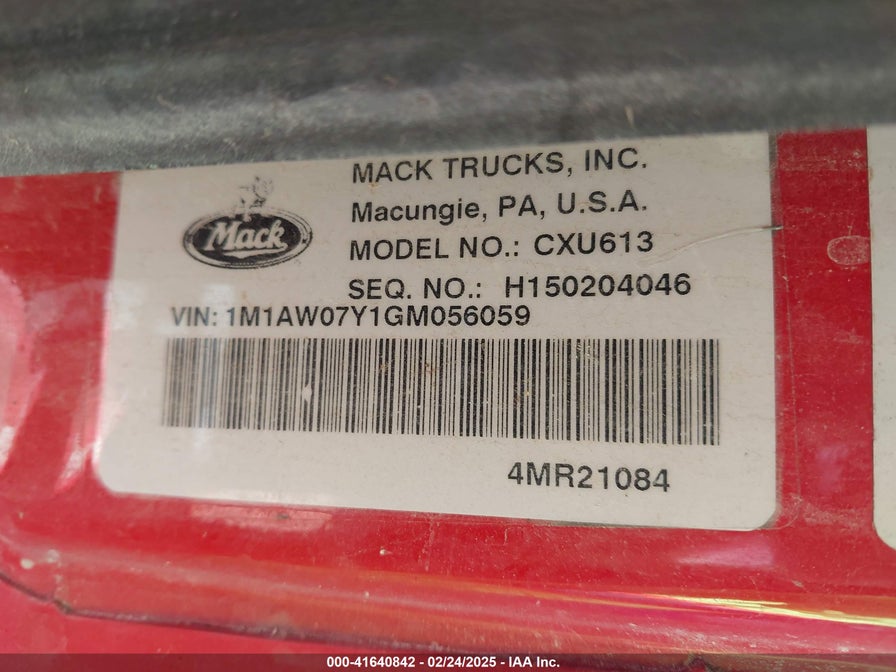 MACK TRUCKS, INC.
Mack
Macungie, PA, U.S.A.
MODEL NO.: CXU613
SEQ. NO.: H150204046
VIN: 1M1AW07Y1GM056059
4MR21084
000-41640842 - 02/24/2025 - IAA Inc.